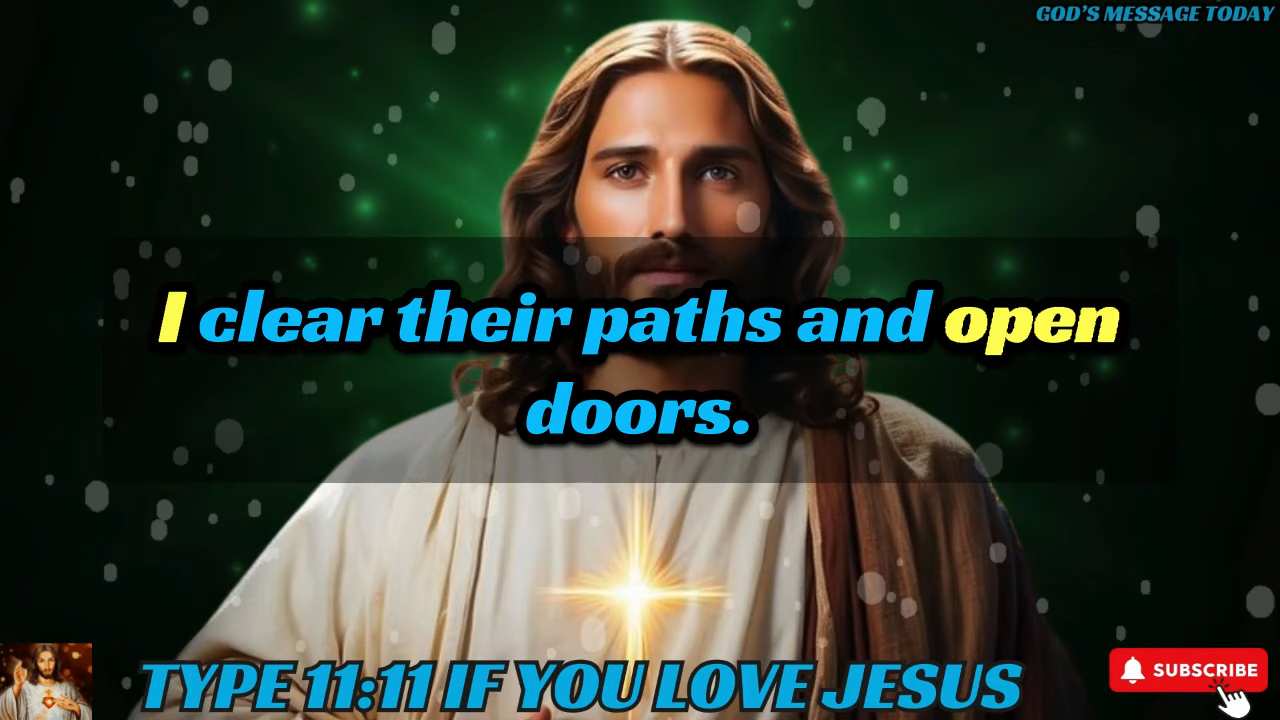 GOD'S MESSAGE TODAY
I clear their paths and open
doors.
TYPE 11:11 IF YOU LOVE JESUS
SUBSCRIBE